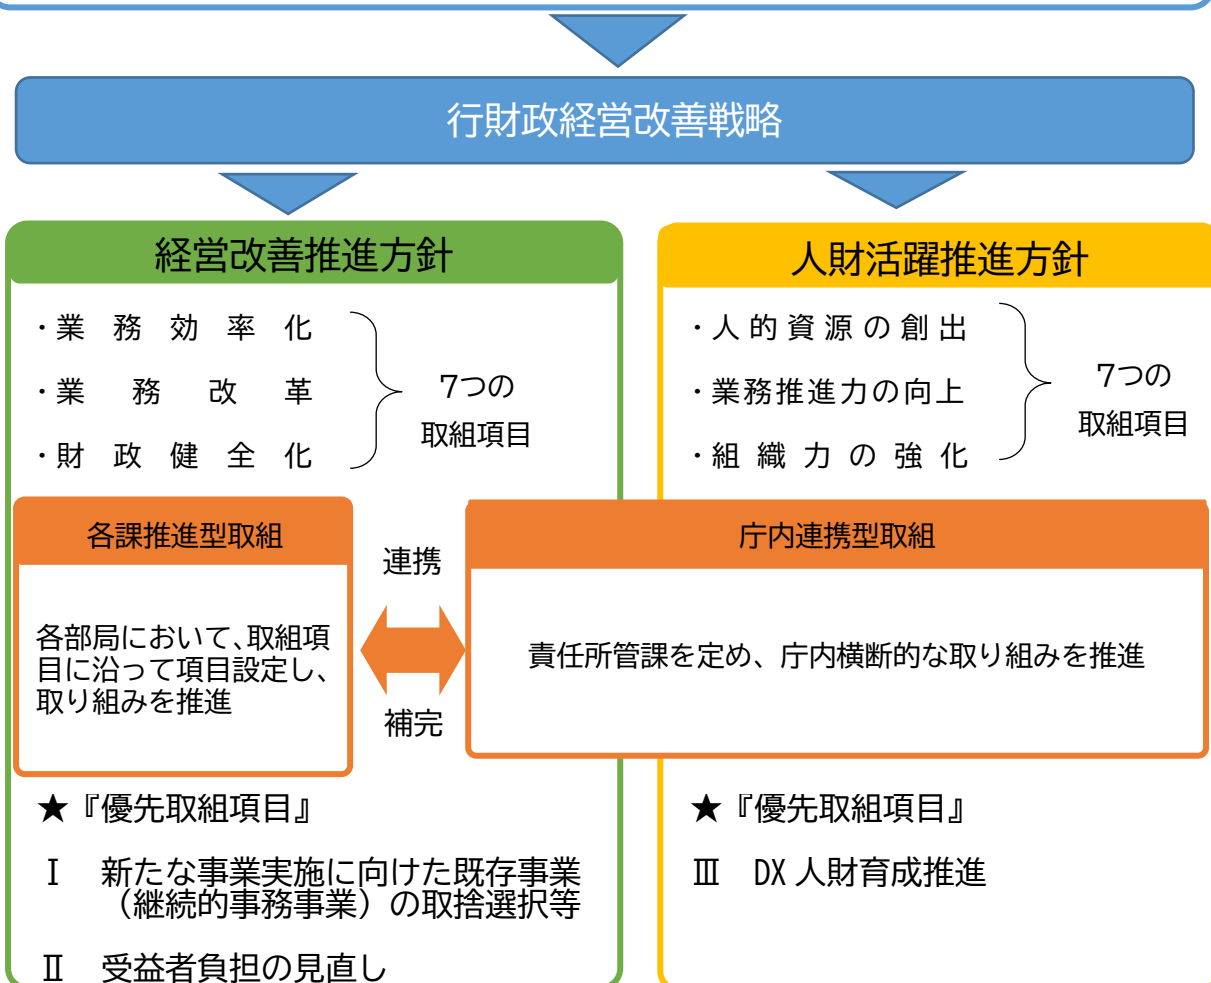 行財政経営改善戦略
経営改善推進方針
・業務効率化
・業務改革
・財政健全化
7つの
取組項目
人財活躍推進方針
・人的資源の創出
・業務推進力の向上
・組織力の強化
7つの
取組項目
各課推進型取組
各部局において、取組項
目に沿って項目設定し、
取り組みを推進
連携
補完
庁内連携型取組
責任所管課を定め、庁内横断的な取り組みを推進
★『優先取組項目』
Ⅰ 新たな事業実施に向けた既存事業
（継続的事務事業）の取捨選択等
Ⅱ 受益者負担の見直し
★『優先取組項目』
Ⅲ DX人財育成推進